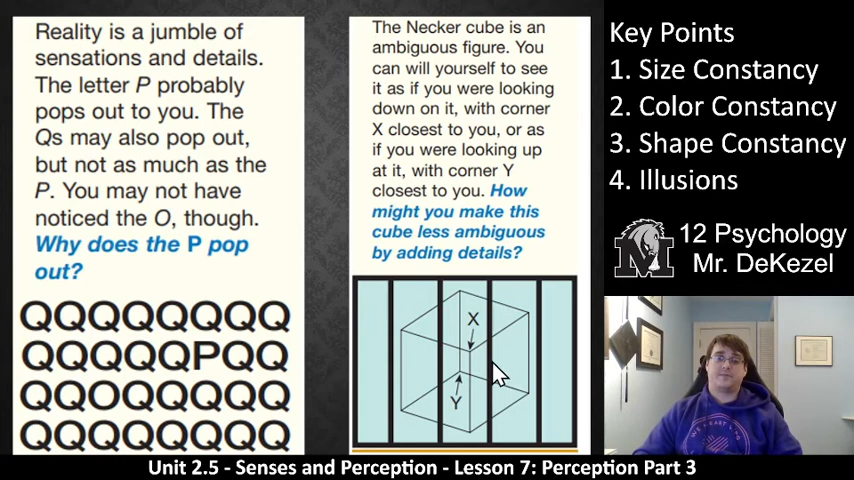 Reality is a jumble of
sensations and details.
The letter P probably
pops out to you. The
Qs may also pop out,
but not as much as the
P. You may not have
noticed the O, though.
Why does the P pop
out?
QQQQQQQQ
QQQQQPQQ
QQOQQQQQ
QQQQQQQQ
The Necker cube is an
ambiguous figure. You
can will yourself to see
it as if you were looking
down on it, with corner
X closest to you, or as
if you were looking up
at it, with corner Y
closest to you. How
might you make this
cube less ambiguous
by adding details?
X
Y
Key Points
1. Size Constancy
2. Color Constancy
3. Shape Constancy
4. Illusions
M
12 Psychology
Mr. DeKezel
Unit 2.5 - Senses and Perception - Lesson 7: Perception Part 3